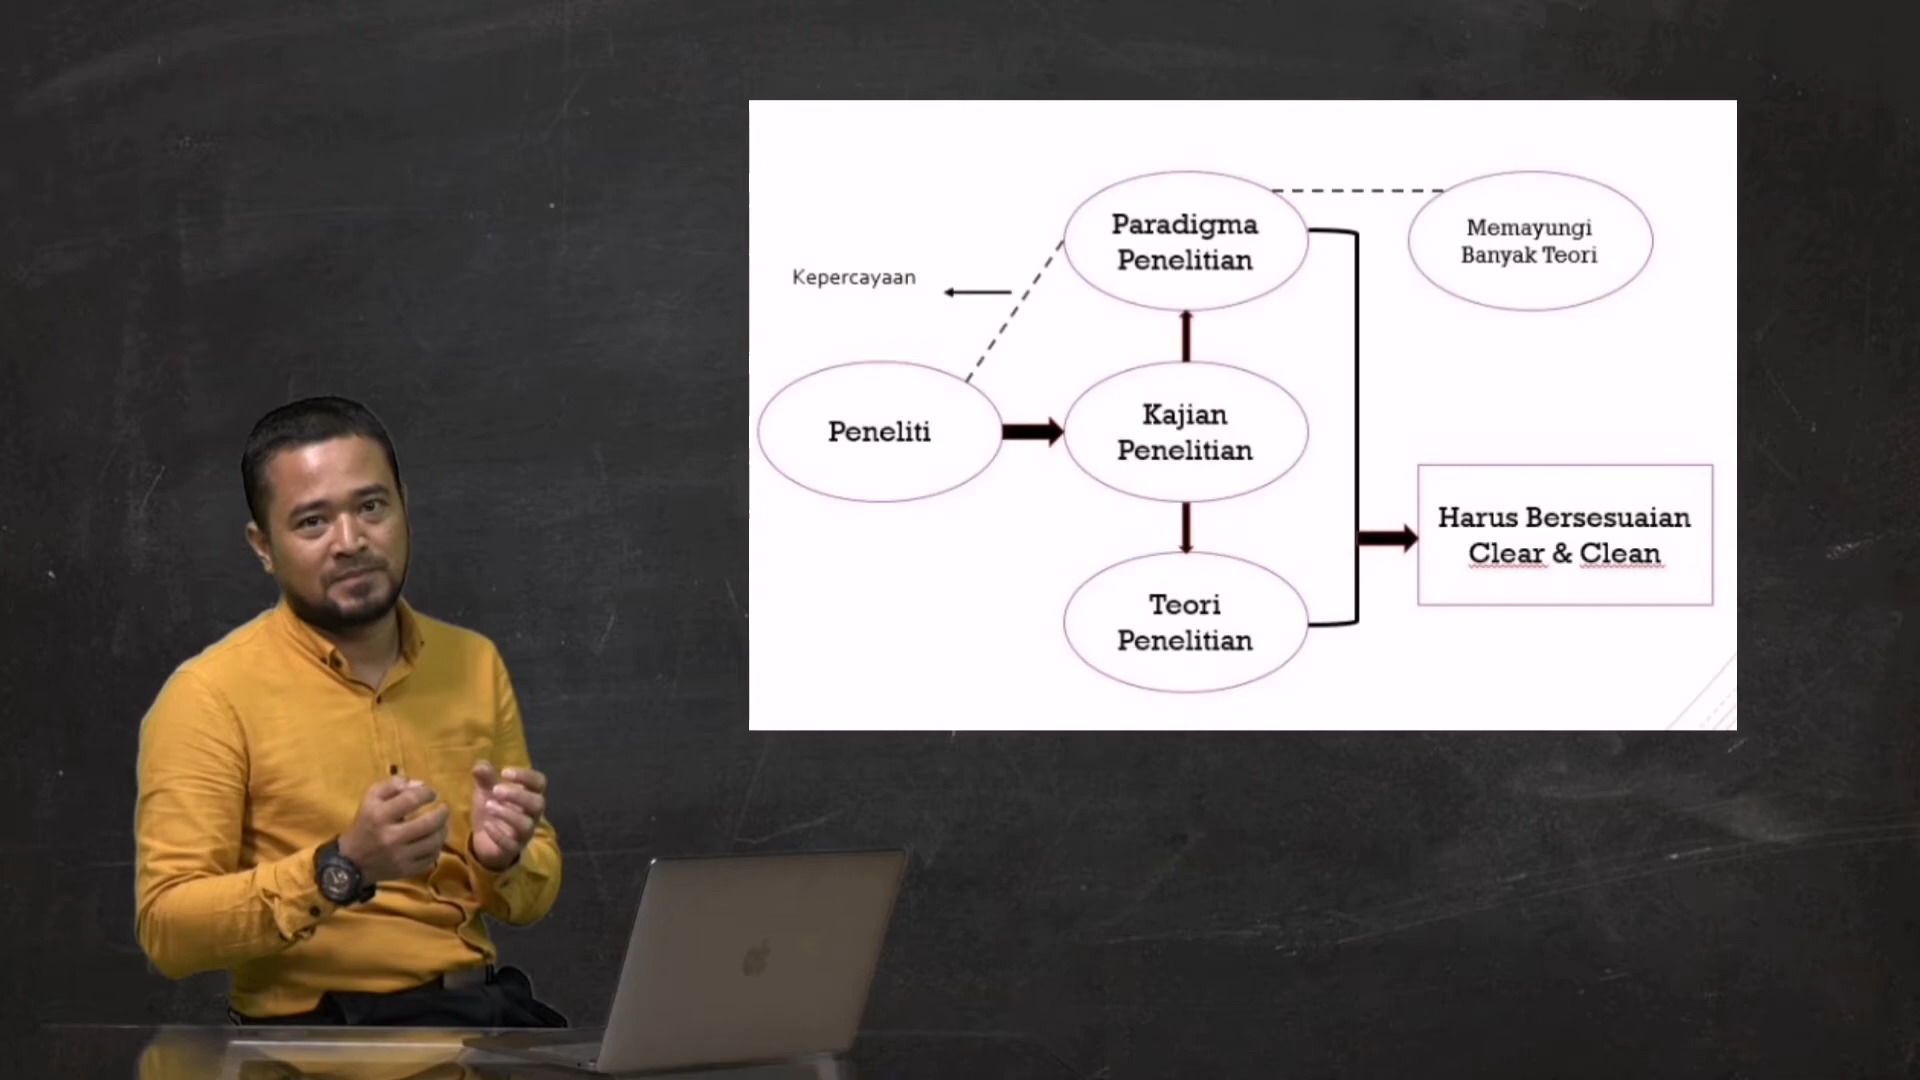 Paradigma
Penelitian
Memayungi
Banyak Teori
Kepercayaan
Peneliti
Kajian
Penelitian
Harus Bersesuaian
Clear & Clean
Teori
Penelitian